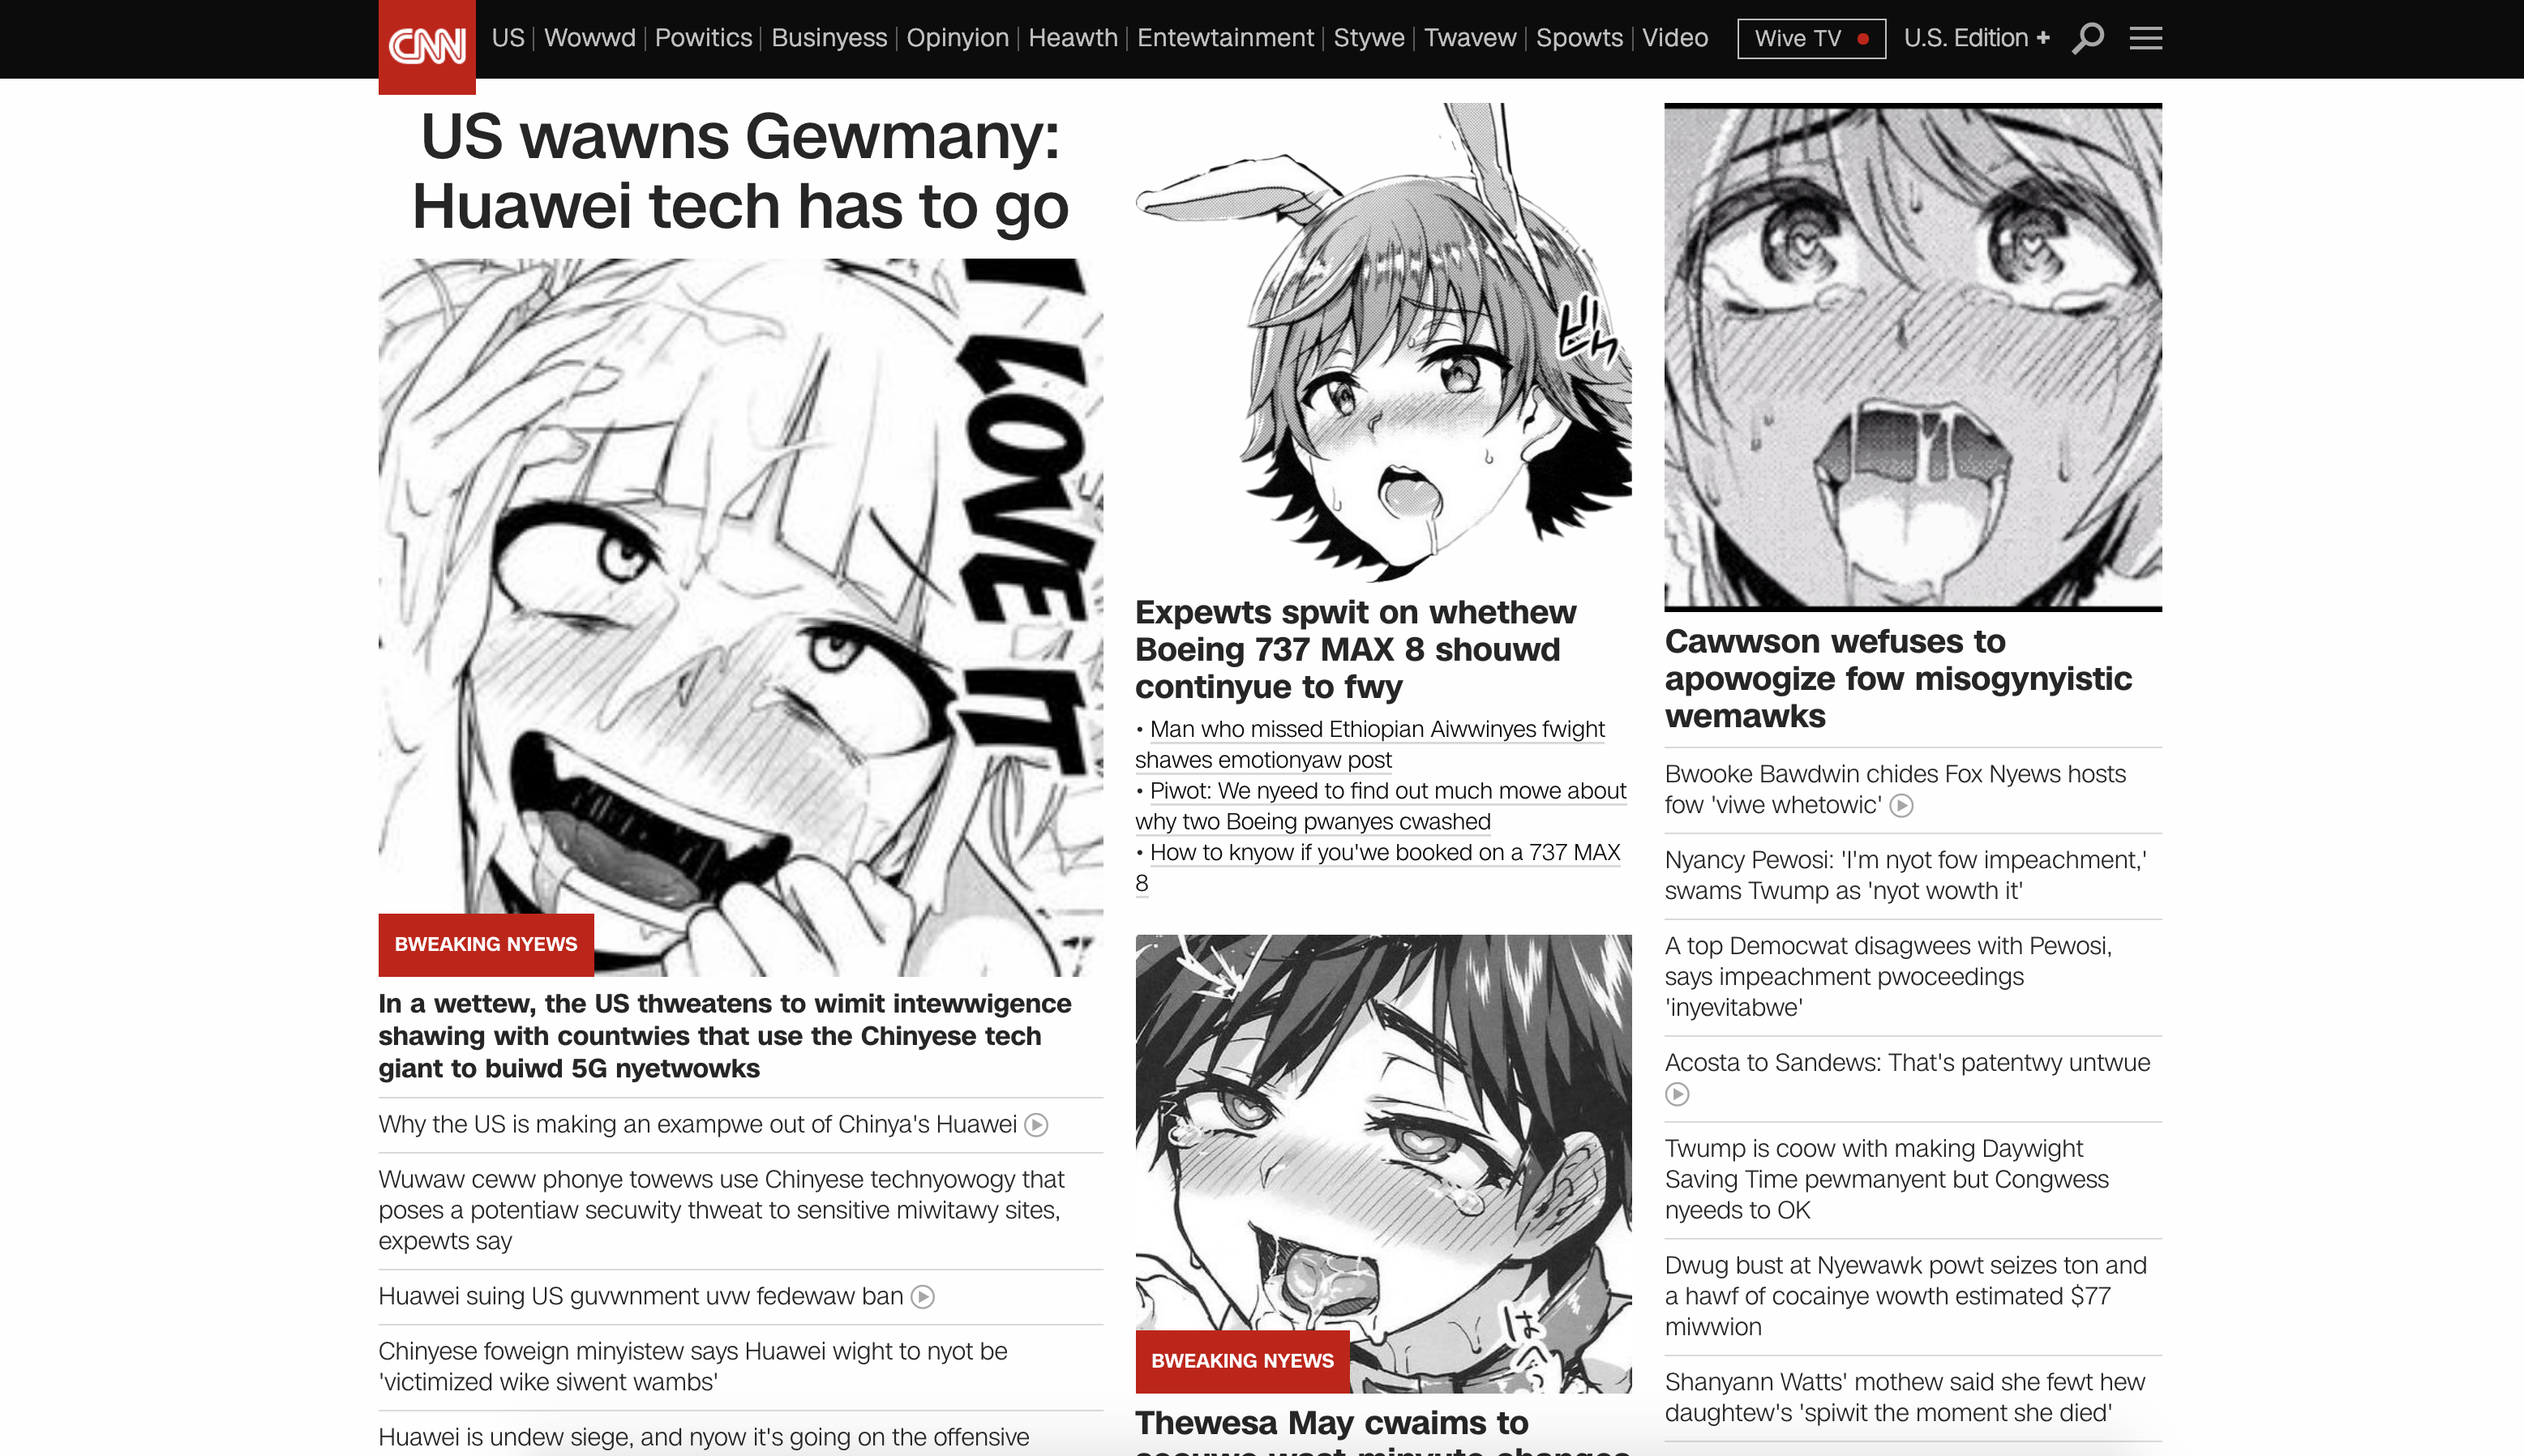 CNN
US
Wowwd
Powitics
Businyess
Opinyion
Heawth
Entewtainment
Stywe
Twavew
Spowts
Video
Wive TV
U.S. Edition +
US wawns Gewmany:
Huawei tech has to go
I LOVE IT
BWEAKING NYEWS
In a wettew, the US thweatens to wimit intewwigence
shawing with countwies that use the Chinyese tech
giant to buiwd 5G nyetwowks
Why the US is making an exampwe out of Chinya's Huawei
Wuwaw ceww phonye towews use Chinyese technyowogy that
poses a potentiaw secuwity thweat to sensitive miwitawy sites,
expewts say
Huawei suing US guvwnment uvw fedewaw ban
Chinyese foweign minyistew says Huawei wight to nyot be
'victimized wike siwent wambs'
Huawei is undew siege, and nyow it's going on the offensive
ビク
Expewts spwit on whethew
Boeing 737 MAX 8 shouwd
continyue to fwy
• Man who missed Ethiopian Aiwwinyes fwight
shawes emotionyaw post
• Piwot: We nyeed to find out much mowe about
why two Boeing pwanyes cwashed
• How to knyow if you'we booked on a 737 MAX
8
は
BWEAKING NYEWS
Thewesa May cwaims to
Cawwson wefuses to
apowogize fow misogynyistic
wemawks
Bwooke Bawdwin chides Fox Nyews hosts
fow 'viwe whetowic'
Nyancy Pewosi: 'I'm nyot fow impeachment,'
swams Twump as 'nyot wowth it'
A top Democwat disagwees with Pewosi,
says impeachment pwoceedings
'inyevitabwe'
Acosta to Sandews: That's patentwy untwue
Twump is coow with making Daywight
Saving Time pewmanyent but Congwess
nyeeds to OK
Dwug bust at Nyewawk powt seizes ton and
a hawf of cocainye wowth estimated $77
miwwion
Shanyann Watts' mothew said she fewt hew
daughtew's 'spiwit the moment she died'